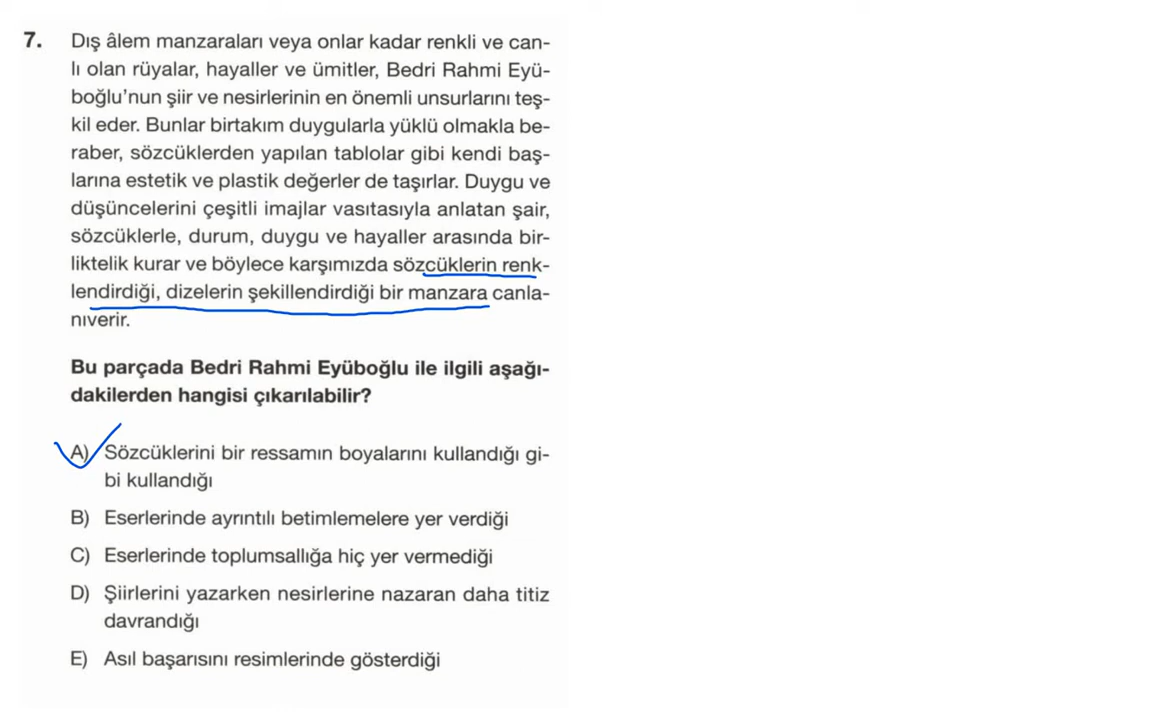 7. Dış âlem manzaraları veya onlar kadar renkli ve can-
lı olan rüyalar, hayaller ve ümitler, Bedri Rahmi Eyü-
boğlu'nun şiir ve nesirlerinin en önemli unsurlarını teş-
kil eder. Bunlar birtakım duygularla yüklü olmakla be-
raber, sözcüklerden yapılan tablolar gibi kendi baş-
larına estetik ve plastik değerler de taşırlar. Duygu ve
düşüncelerini çeşitli imajlar vasıtasıyla anlatan şair,
sözcüklerle, durum, duygu ve hayaller arasında bir-
liktelik kurar ve böylece karşımızda sözcüklerin renk-
lendirdiği, dizelerin şekillendirdiği bir manzara canla-
nıverir.
Bu parçada Bedri Rahmi Eyüboğlu ile ilgili aşağı-
dakilerden hangisi çıkarılabilir?
A) Sözcüklerini bir ressamın boyalarını kullandığı gi-
bi kullandığı
B) Eserlerinde ayrıntılı betimlemelere yer verdiği
C) Eserlerinde toplumsallığa hiç yer vermediği
D) Şiirlerini yazarken nesirlerine nazaran daha titiz
davrandığı
E) Asıl başarısını resimlerinde gösterdiği